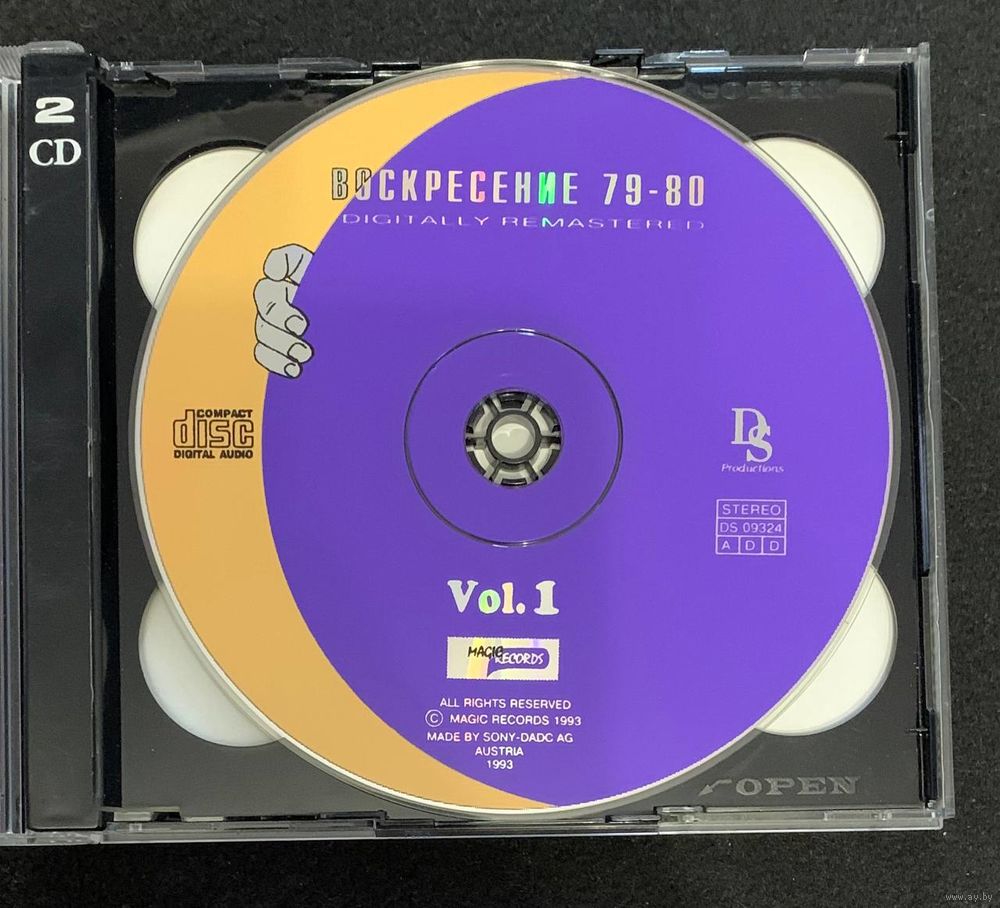 2
CD
OPEN
ВОСКРЕСЕНИЕ 79-80
DIGITALLY REMASTERED
COMPACT
disc
DIGITAL AUDIO
DS
Productions
STEREO
DS 09324
A D D
Vol. 1
MAGIC
RECORDS
ALL RIGHTS RESERVED
© MAGIC RECORDS 1993
MADE BY SONY-DADC AG
AUSTRIA
1993
OPEN
www.ay.by